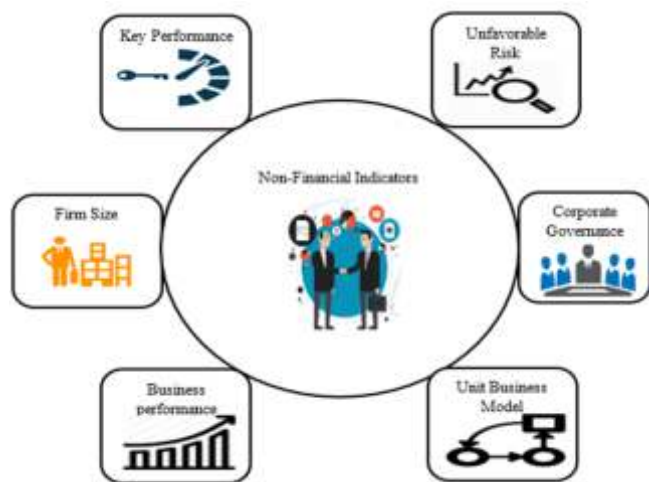 Key Performance
Unfavorable
Risk
Non-Financial Indicators
Firm Size
Corporate
Governance
Business
performance
Unit Business
Model